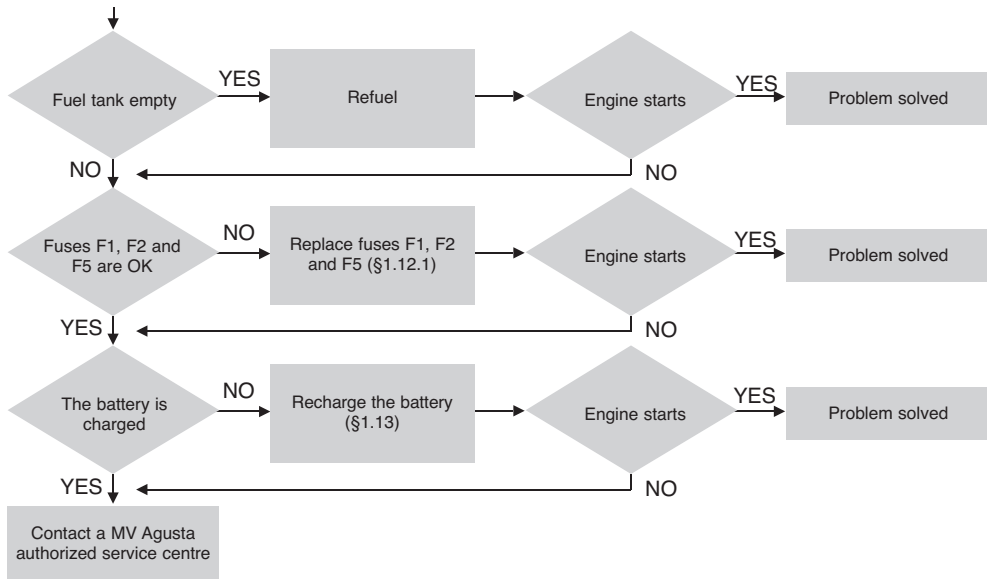 Fuel tank empty
YES
Refuel
Engine starts
YES
Problem solved
NO
NO
Fuses F1, F2 and
F5 are OK
NO
Replace fuses F1, F2
and F5 (§1.12.1)
Engine starts
YES
Problem solved
YES
NO
The battery is
charged
NO
Recharge the battery
(§1.13)
Engine starts
YES
Problem solved
YES
NO
Contact a MV Agusta
authorized service centre